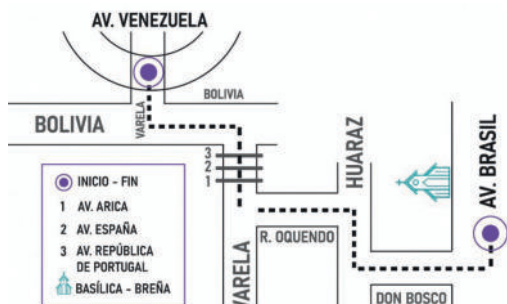 AV. VENEZUELA
BOLIVIA
BOLIVIA
VARELA
HUARAZ
AV. BRASIL
3
2
1
INICIO - FIN
1 AV. ARICA
2 AV. ESPAÑA
3 AV. REPÚBLICA
DE PORTUGAL
BASÍLICA - BREÑA
VARELA
R. OQUENDO
DON BOSCO